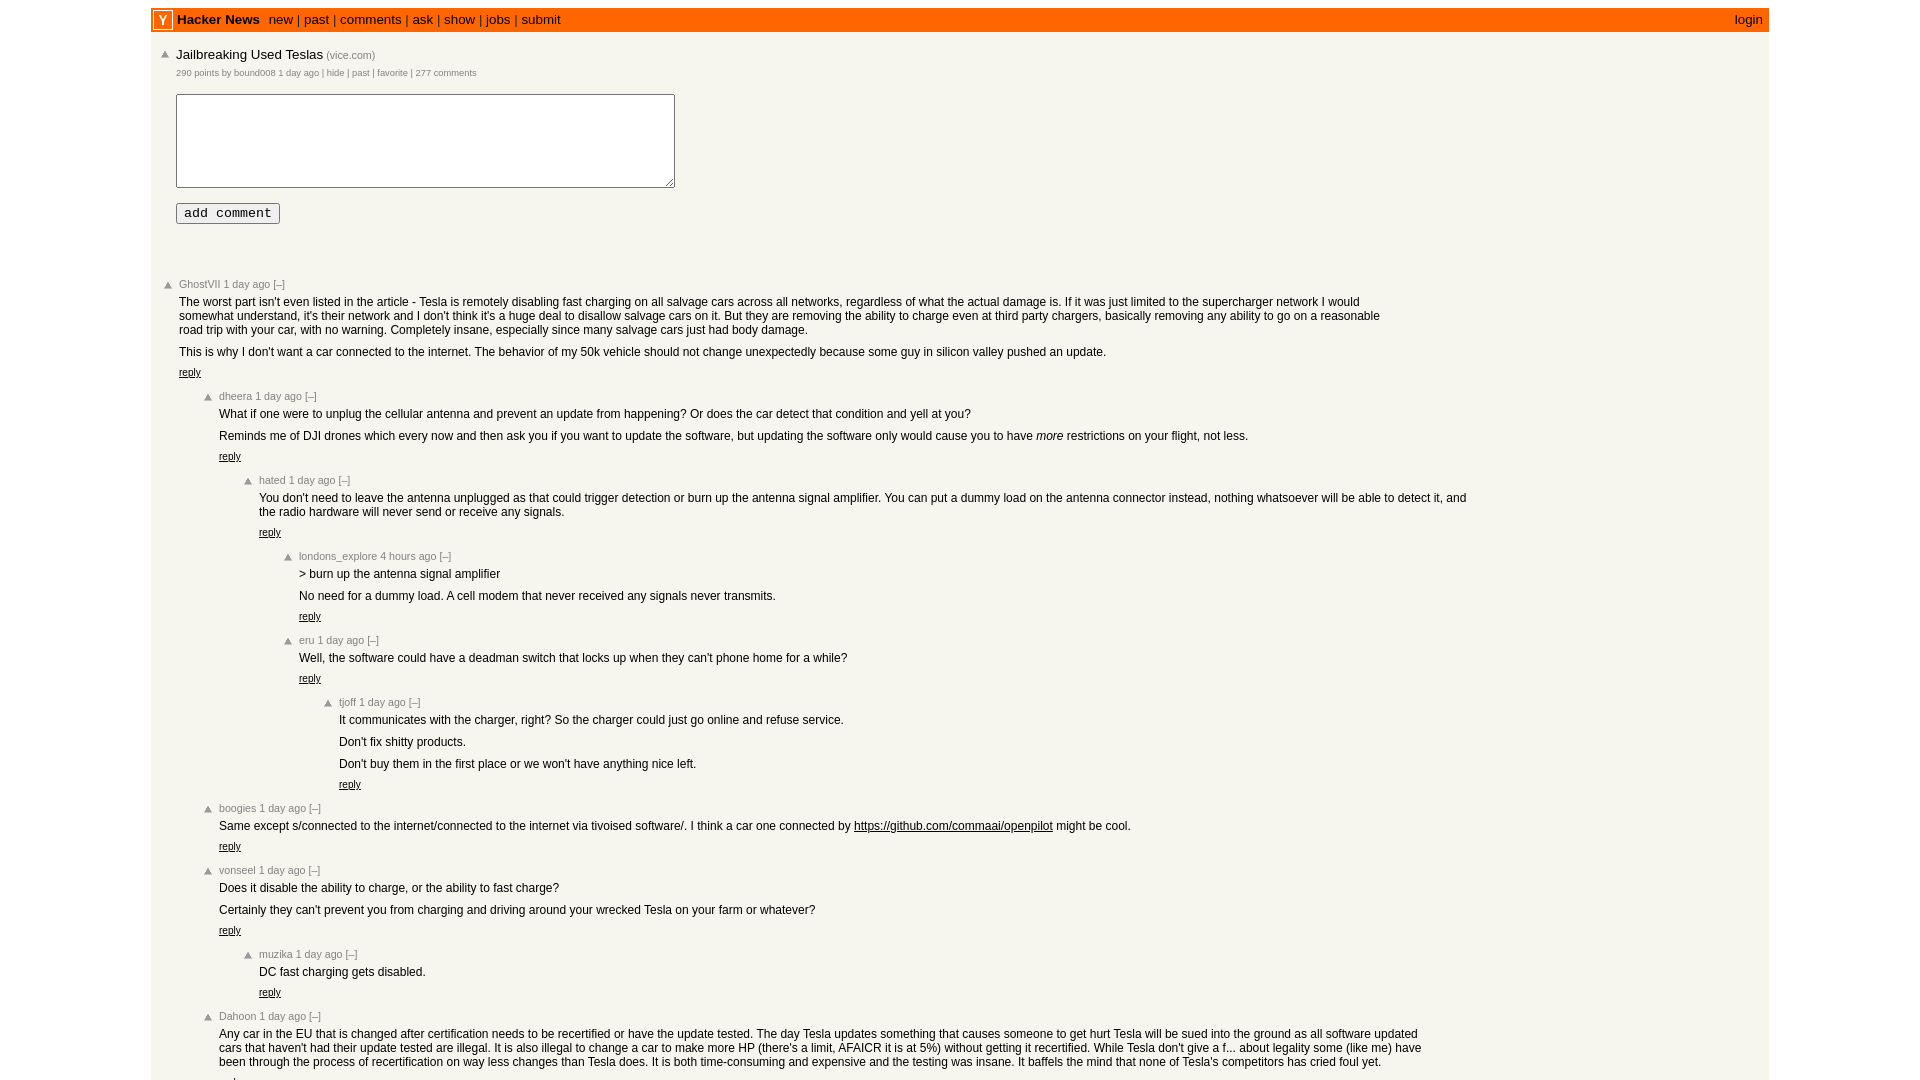 Y Hacker News new | past | comments | ask | show | jobs | submit login
Jailbreaking Used Teslas (vice.com)
290 points by bound008 1 day ago | hide | past | favorite | 277 comments
add comment
GhostVII 1 day ago [–]
The worst part isn't even listed in the article - Tesla is remotely disabling fast charging on all salvage cars across all networks, regardless of what the actual damage is. If it was just limited to the supercharger network I would
somewhat understand, it's their network and I don't think it's a huge deal to disallow salvage cars on it. But they are removing the ability to charge even at third party chargers, basically removing any ability to go on a reasonable
road trip with your car, with no warning. Completely insane, especially since many salvage cars just had body damage.
This is why I don't want a car connected to the internet. The behavior of my 50k vehicle should not change unexpectedly because some guy in silicon valley pushed an update.
reply
dheera 1 day ago [–]
What if one were to unplug the cellular antenna and prevent an update from happening? Or does the car detect that condition and yell at you?
Reminds me of DJI drones which every now and then ask you if you want to update the software, but updating the software only would cause you to have more restrictions on your flight, not less.
reply
hated 1 day ago [–]
You don't need to leave the antenna unplugged as that could trigger detection or burn up the antenna signal amplifier. You can put a dummy load on the antenna connector instead, nothing whatsoever will be able to detect it, and
the radio hardware will never send or receive any signals.
reply
londons_explore 4 hours ago [–]
> burn up the antenna signal amplifier
No need for a dummy load. A cell modem that never received any signals never transmits.
reply
eru 1 day ago [–]
Well, the software could have a deadman switch that locks up when they can't phone home for a while?
reply
tjoff 1 day ago [–]
It communicates with the charger, right? So the charger could just go online and refuse service.
Don't fix shitty products.
Don't buy them in the first place or we won't have anything nice left.
reply
boogies 1 day ago [–]
Same except s/connected to the internet/connected to the internet via tivoised software/. I think a car one connected by https://github.com/commaai/openpilot might be cool.
reply
vonseel 1 day ago [–]
Does it disable the ability to charge, or the ability to fast charge?
Certainly they can't prevent you from charging and driving around your wrecked Tesla on your farm or whatever?
reply
muzika 1 day ago [–]
DC fast charging gets disabled.
reply
Dahoon 1 day ago [–]
Any car in the EU that is changed after certification needs to be recertified or have the update tested. The day Tesla updates something that causes someone to get hurt Tesla will be sued into the ground as all software updated
cars that haven't had their update tested are illegal. It is also illegal to change a car to make more HP (there's a limit, AFAICR it is at 5%) without getting it recertified. While Tesla don't give a f... about legality some (like me) have
been through the process of recertification on way less changes than Tesla does. It is both time-consuming and expensive and the testing was insane. It baffels the mind that none of Tesla's competitors has cried foul yet.